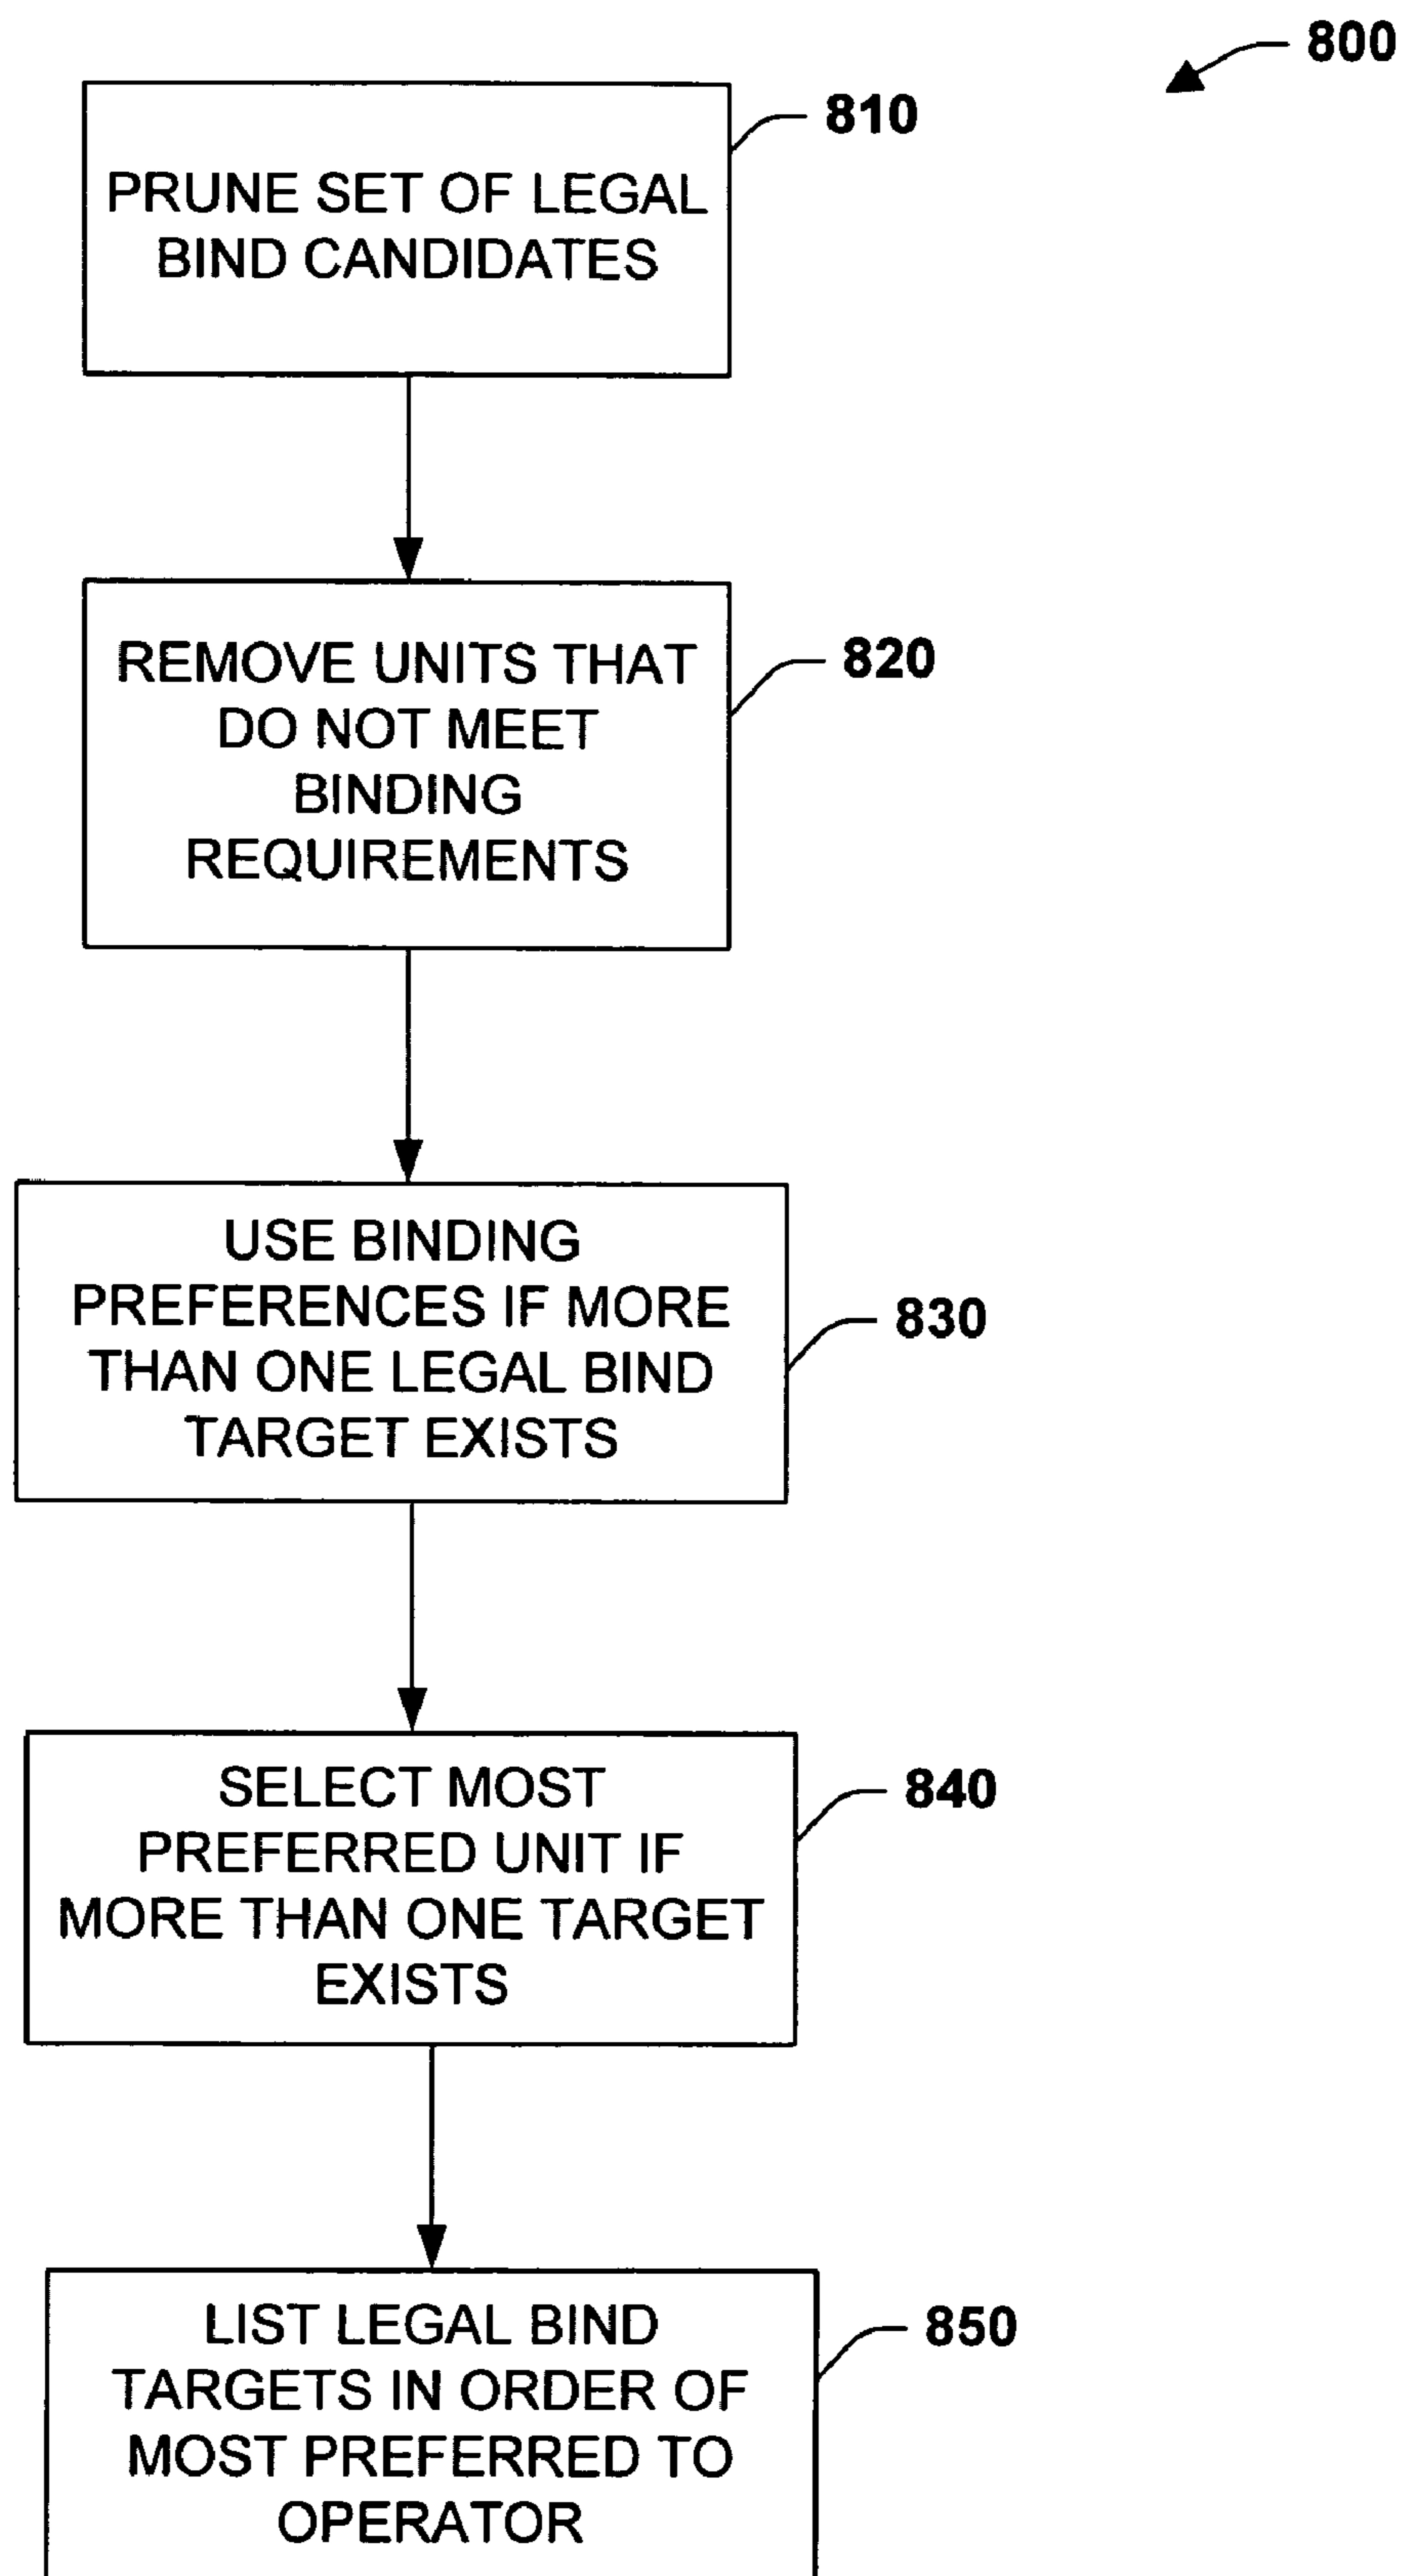 800
810
PRUNE SET OF LEGAL
BIND CANDIDATES
820
REMOVE UNITS THAT
DO NOT MEET
BINDING
REQUIREMENTS
830
USE BINDING
PREFERENCES IF MORE
THAN ONE LEGAL BIND
TARGET EXISTS
840
SELECT MOST
PREFERRED UNIT IF
MORE THAN ONE TARGET
EXISTS
850
LIST LEGAL BIND
TARGETS IN ORDER OF
MOST PREFERRED TO
OPERATOR